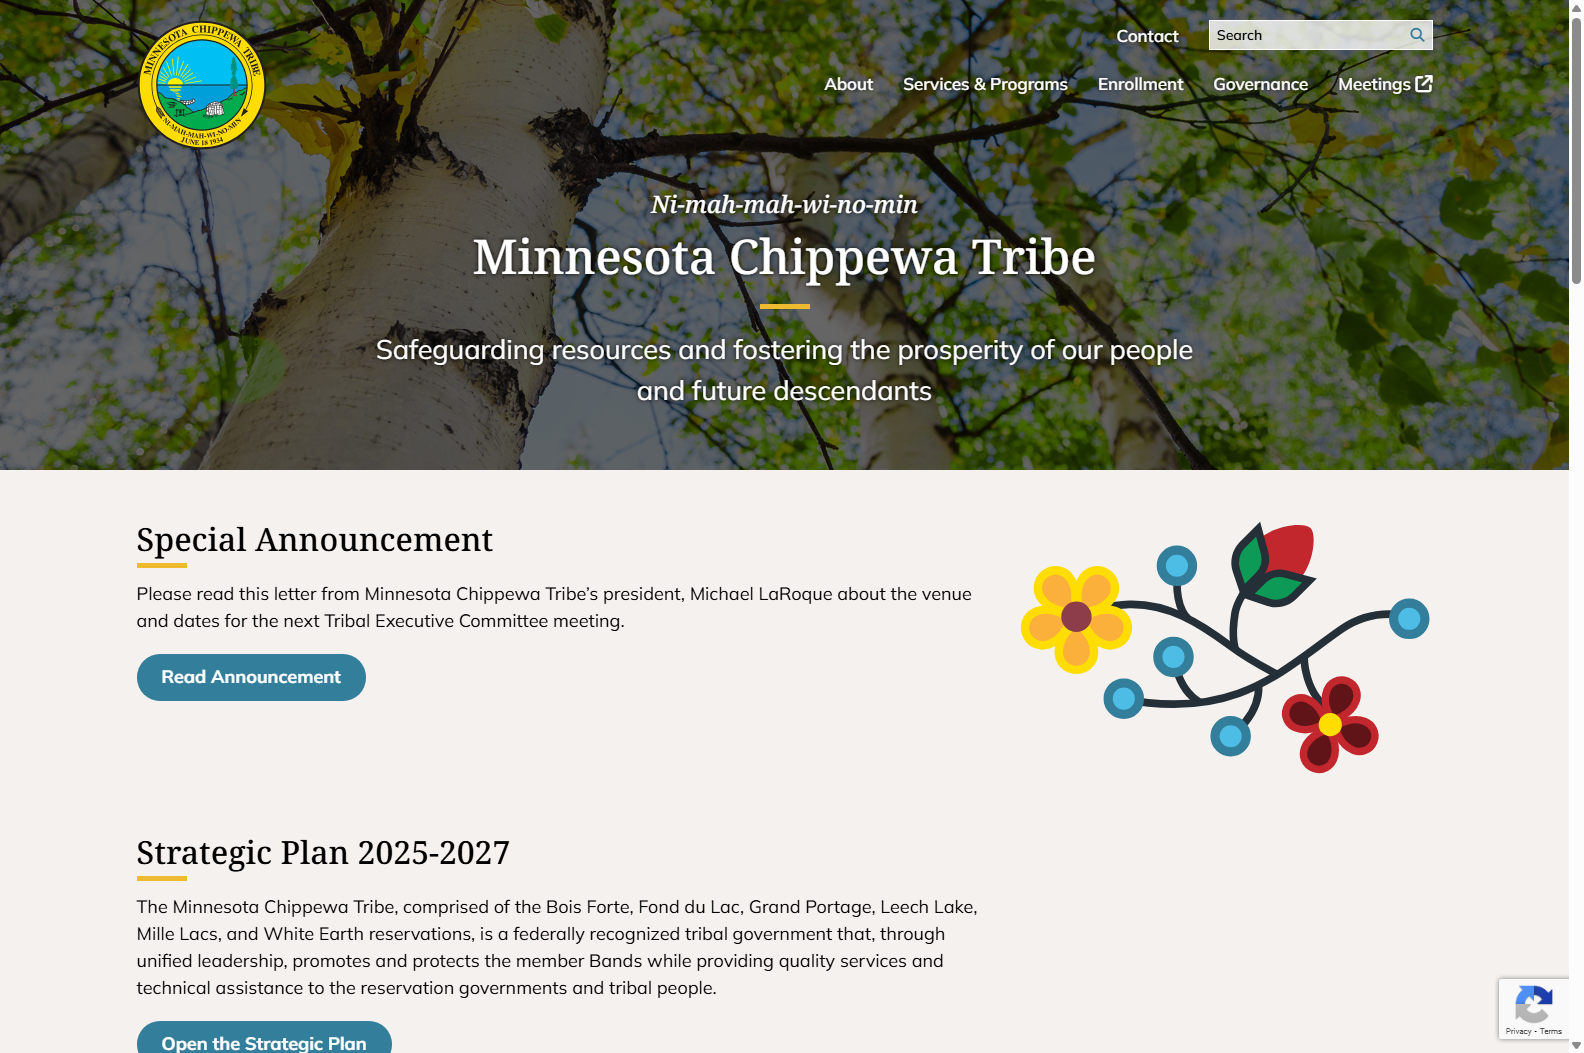 MINNESOTA CHIPPEWA TRIBE
NI-MAH-MAH-WI-NO-MIN
JUNE 18 1934
Contact
Search
About
Services & Programs
Enrollment
Governance
Meetings
Ni-mah-mah-wi-no-min
Minnesota Chippewa Tribe
Safeguarding resources and fostering the prosperity of our people
and future descendants
Special Announcement
Please read this letter from Minnesota Chippewa Tribe’s president, Michael LaRoque about the venue
and dates for the next Tribal Executive Committee meeting.
Read Announcement
Strategic Plan 2025-2027
The Minnesota Chippewa Tribe, comprised of the Bois Forte, Fond du Lac, Grand Portage, Leech Lake,
Mille Lacs, and White Earth reservations, is a federally recognized tribal government that, through
unified leadership, promotes and protects the member Bands while providing quality services and
technical assistance to the reservation governments and tribal people.
Open the Strategic Plan
Privacy - Terms